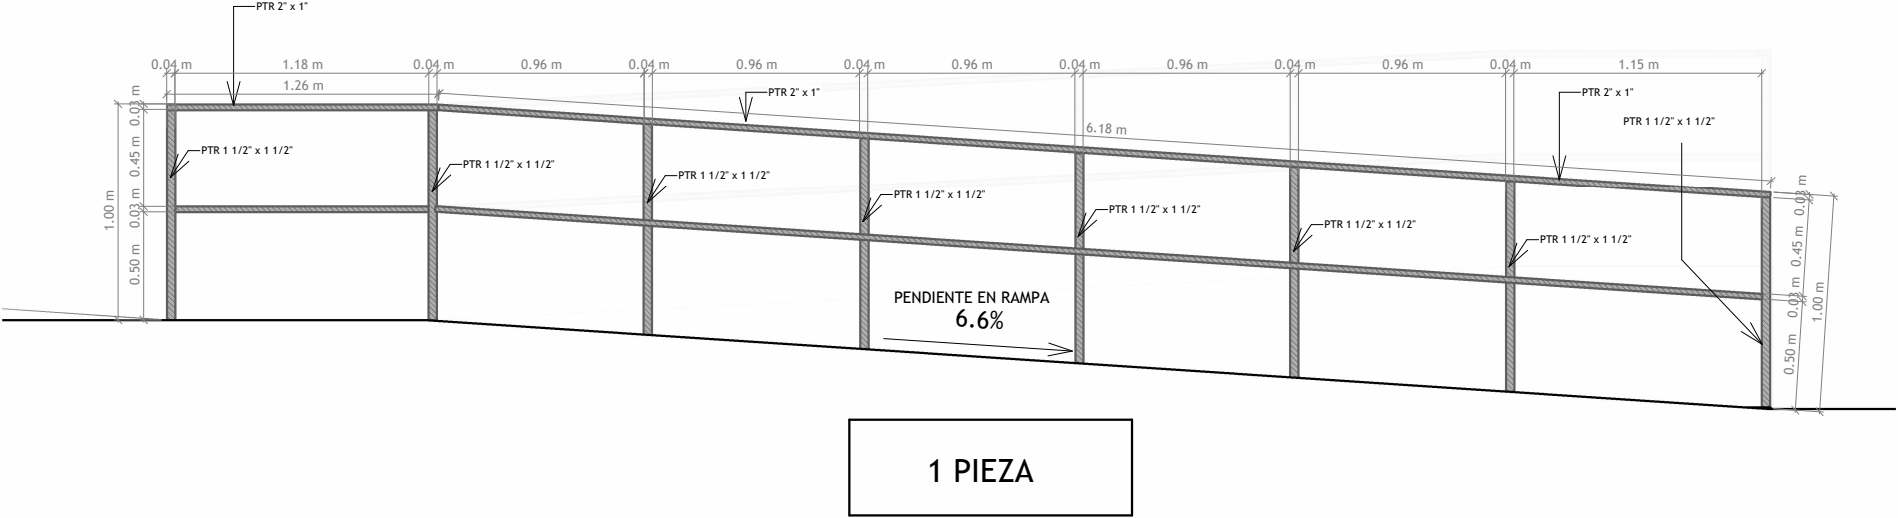 PTR 2" x 1"
0.04 m 1.18 m 0.04 m 0.96 m 0.04 m 0.96 m 0.04 m 0.96 m 0.04 m 0.96 m 0.04 m 0.96 m 0.04 m 1.15 m
1.26 m
PTR 2" x 1"
PTR 2" x 1"
6.18 m
PTR 1 1/2" x 1 1/2"
PTR 1 1/2" x 1 1/2"
PTR 1 1/2" x 1 1/2"
PTR 1 1/2" x 1 1/2"
PTR 1 1/2" x 1 1/2"
PTR 1 1/2" x 1 1/2"
PTR 1 1/2" x 1 1/2"
PTR 1 1/2" x 1 1/2"
0.03 m
0.45 m
0.03 m
0.50 m
1.00 m
0.03 m
0.45 m
0.03 m
0.50 m
1.00 m
PENDIENTE EN RAMPA
6.6%
1 PIEZA